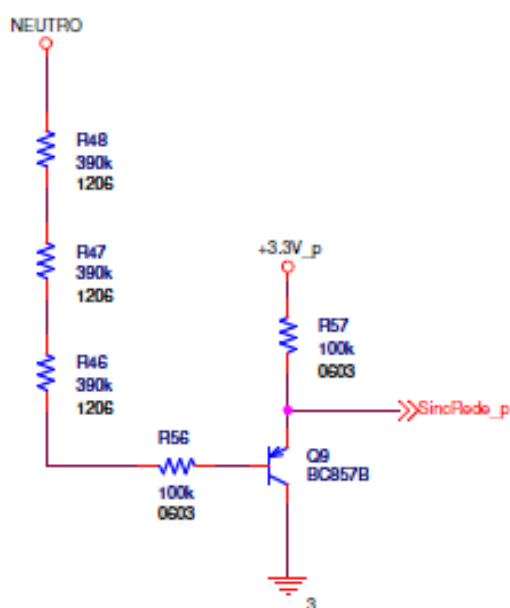 NEUTRO
R48
390k
1206
R47
390k
1206
R46
390k
1206
R56
100k
0603
+3.3V_p
R57
100k
0603
SincRede_p
Q9
BC857B
3